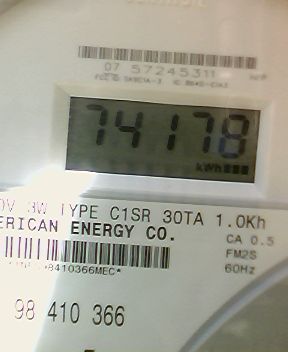 07 57245311
74178
kWh
0V 3W TYPE C1SR 30TA 1.0Kh
ERICAN ENERGY CO.
CA 0.5
FM2S
60Hz
98410366MEC*
98 410 366